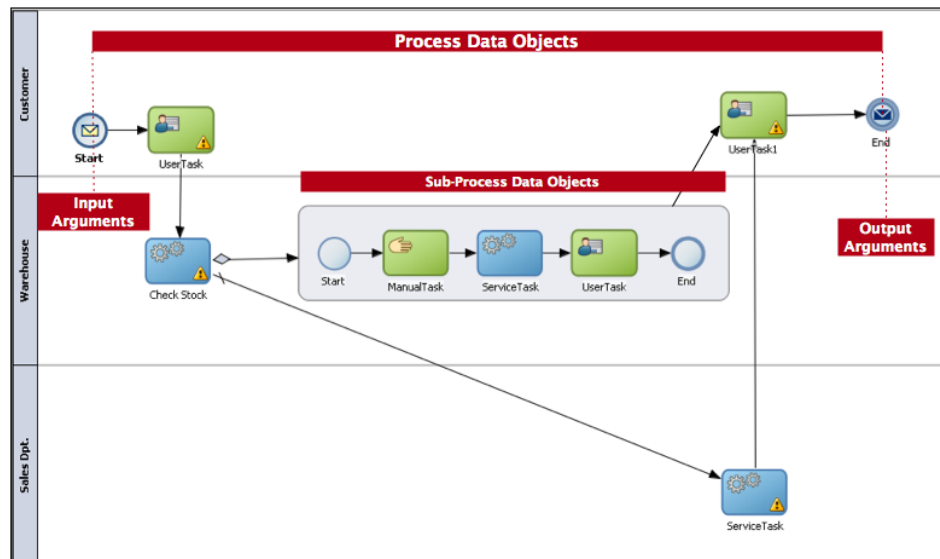 Process Data Objects
Customer
Start
UserTask
UserTask1
End
Input
Arguments
Sub-Process Data Objects
Output
Arguments
Warehouse
Check Stock
Start
ManualTask
ServiceTask
UserTask
End
Sales Dpt.
ServiceTask